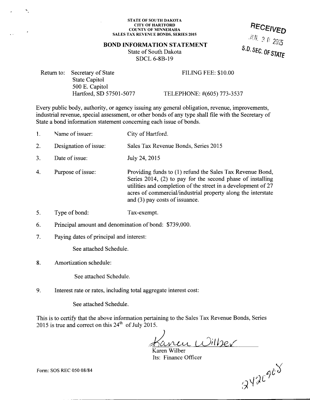 STATE OF SOUTH DAKOTA
CITY OF HARTFORD
COUNTY OF MINNEHAHA
SALES TAX REVENUE BONDS, SERIES 2015
RECEIVED
2015
S.D. SEC. OF STATE
BOND INFORMATION STATEMENT
State of South Dakota
SDCL 6-8B-19
Return to: Secretary of State FILING FEE: $10.00
State Capitol
500 E. Capitol
Hartford, SD 57501-5077 TELEPHONE: #(605) 773-3537
Every public body, authority, or agency issuing any general obligation, revenue, improvements,
industrial revenue, special assessment, or other bonds of any type shall file with the Secretary of
State a bond information statement concerning each issue of bonds.
1. Name of issuer: City of Hartford.
2. Designation of issue: Sales Tax Revenue Bonds, Series 2015
3. Date of issue: July 24, 2015
4. Purpose of issue: Providing funds to (1) refund the Sales Tax Revenue Bond,
Series 2014, (2) to pay for the second phase of installing
utilities and completion of the street in a development of 27
acres of commercial/industrial property along the interstate
and (3) pay costs of issuance.
5. Type of bond: Tax-exempt.
6. Principal amount and denomination of bond: $739,000.
7. Paying dates of principal and interest:
See attached Schedule.
8. Amortization schedule:
See attached Schedule.
9. Interest rate or rates, including total aggregate interest cost:
See attached Schedule.
This is to certify that the above information pertaining to the Sales Tax Revenue Bonds, Series
2015 is true and correct on this 24th of July 2015.
Karen Wilber
Karen Wilber
Its: Finance Officer
Form: SOS REC 050 08/84